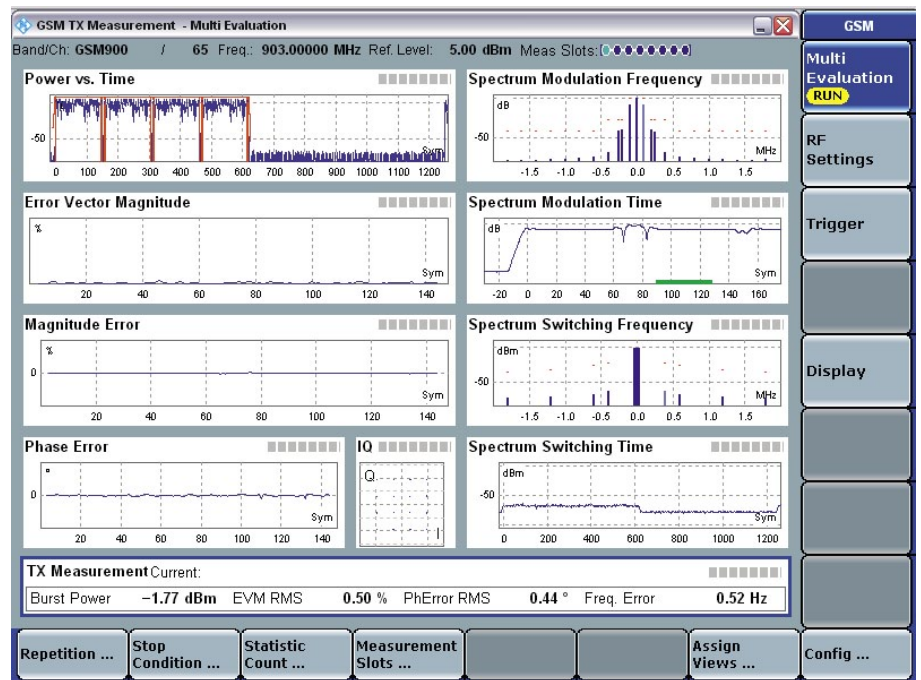 GSM TX Measurement - Multi Evaluation
GSM
Band/Ch: GSM900 / 65 Freq.: 903.00000 MHz Ref. Level: 5.00 dBm Meas Slots:
Multi Evaluation
RUN
RF Settings
Trigger
Display
Power vs. Time
-50
Sym
0 100 200 300 400 500 600 700 800 900 1000 1100 1200
Spectrum Modulation Frequency
dB
-50
MHz
-1.5 -1.0 -0.5 0.0 0.5 1.0 1.5
Error Vector Magnitude
%
Sym
20 40 60 80 100 120 140
Spectrum Modulation Time
dB
Sym
-20 0 20 40 60 80 100 120 140 160
Magnitude Error
%
0
Sym
20 40 60 80 100 120 140
Spectrum Switching Frequency
dBm
-50
MHz
-1.5 -1.0 -0.5 0.0 0.5 1.0 1.5
Phase Error
°
0
Sym
20 40 60 80 100 120 140
IQ
Q
I
Spectrum Switching Time
dBm
-50
Sym
0 200 400 600 800 1000 1200
TX Measurement Current:
Burst Power -1.77 dBm EVM RMS 0.50 % PhError RMS 0.44 ° Freq. Error 0.52 Hz
Repetition ...
Stop Condition ...
Statistic Count ...
Measurement Slots ...
Assign Views ...
Config ...